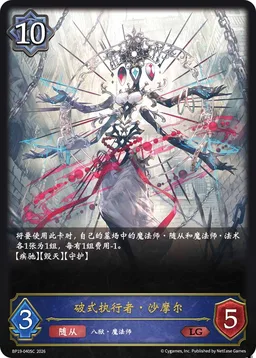 10
将要使用此卡时，自己的墓场中的魔法师·随从和魔法师·法术
各1张为1组，每有1组费用-1。
【疾驰】【毁灭】【守护】
破式执行者·沙摩尔
3
随从
八狱·魔法师
LG
5
BP19-040SC 2026
© Cygames, Inc. Published by NetEase Games